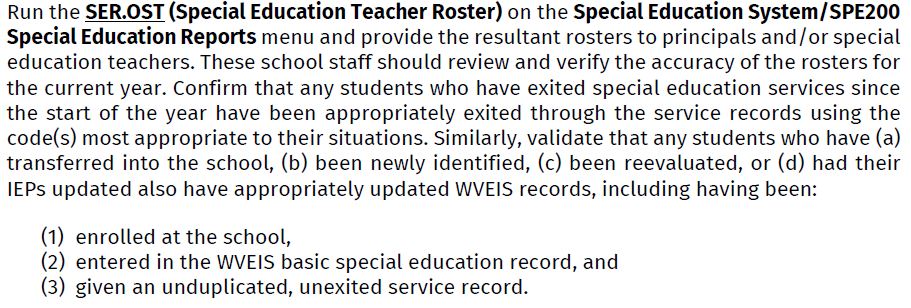 Run the SER.OST (Special Education Teacher Roster) on the Special Education System/SPE200
Special Education Reports menu and provide the resultant rosters to principals and/or special
education teachers. These school staff should review and verify the accuracy of the rosters for
the current year. Confirm that any students who have exited special education services since
the start of the year have been appropriately exited through the service records using the
code(s) most appropriate to their situations. Similarly, validate that any students who have (a)
transferred into the school, (b) been newly identified, (c) been reevaluated, or (d) had their
IEPs updated also have appropriately updated WVEIS records, including having been:
(1) enrolled at the school,
(2) entered in the WVEIS basic special education record, and
(3) given an unduplicated, unexited service record.